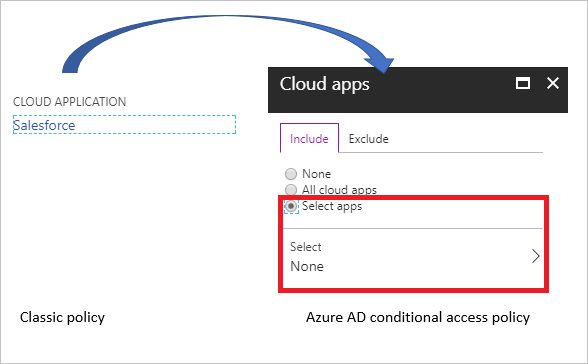 CLOUD APPLICATION
Salesforce
Cloud apps
Include Exclude
None
All cloud apps
Select apps
Select
None
Classic policy
Azure AD conditional access policy